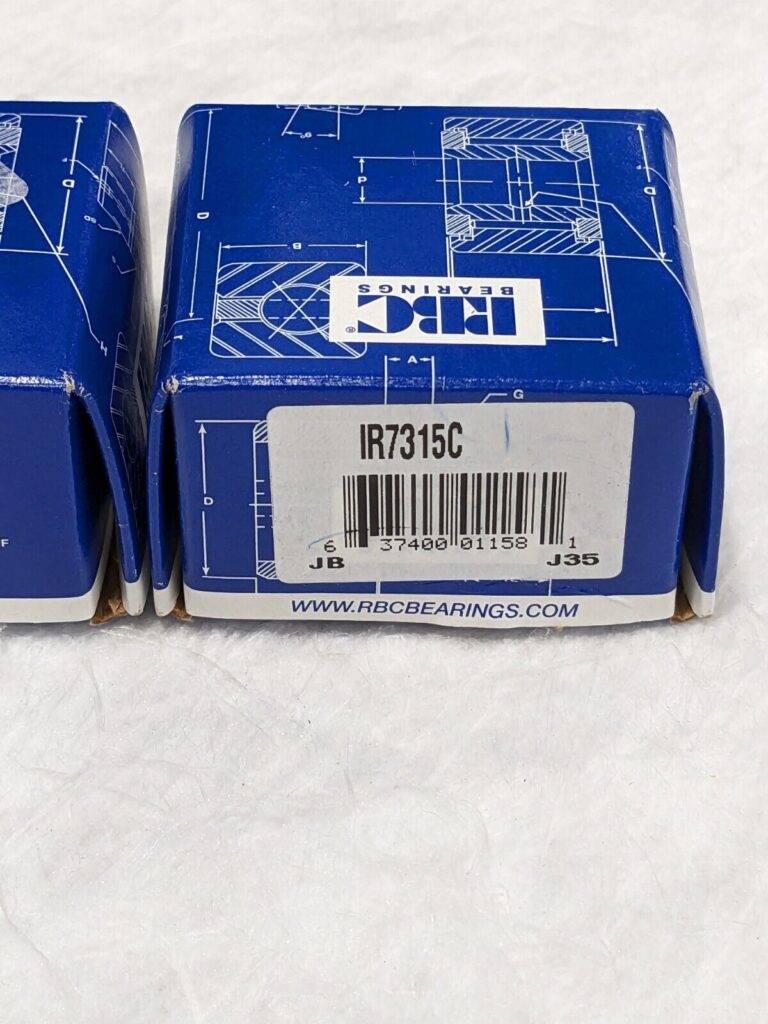 D
D
B
P
D
RBC
BEARINGS
®
A
G
IR7315C
D
6 37400 01158 1
JB J35
F
WWW.RBCBEARINGS.COM